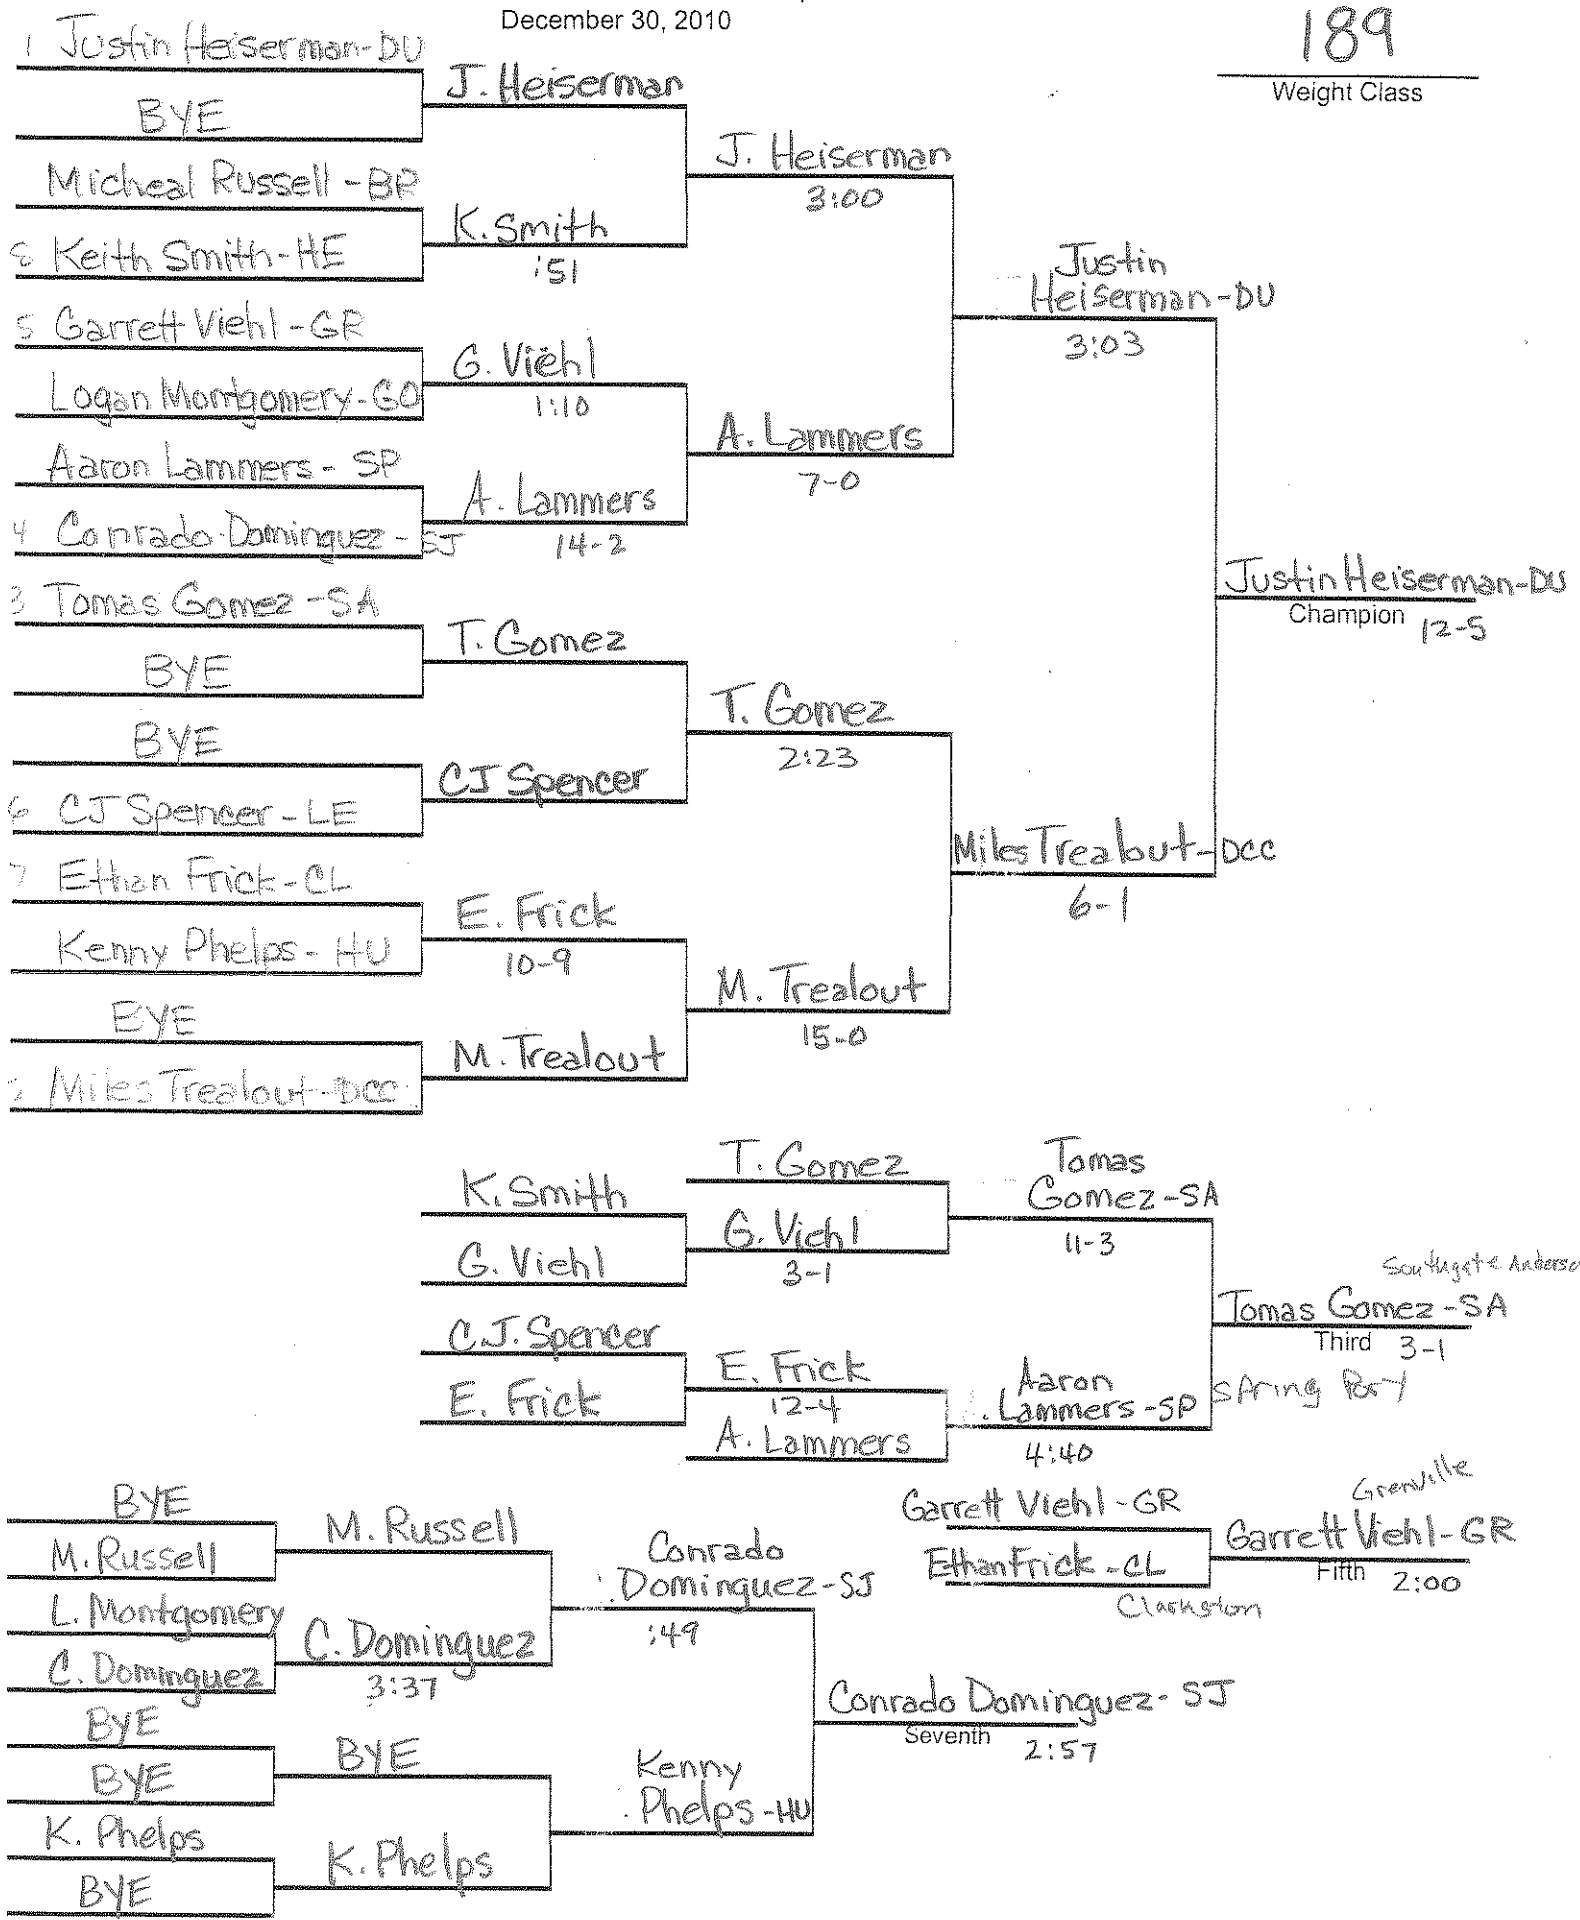 December 30, 2010
189
Weight Class
1 Justin Heiserman-DU
BYE
Micheal Russell-BR
8 Keith Smith-HE
5 Garrett Viehl-GR
Logan Montgomery-GO
Aaron Lammers-SP
4 Conrado Dominguez-SJ
3 Tomas Gomez-SA
BYE
BYE
6 CJ Spencer-LE
7 Ethan Frick-CL
Kenny Phelps-HU
BYE
Miles Trealout-DCC
J. Heiserman
K. Smith
:51
G. Viehl
1:10
A. Lammers
14-2
T. Gomez
CJ Spencer
E. Frick
10-9
M. Trealout
J. Heiserman
3:00
A. Lammers
7-0
T. Gomez
2:23
M. Trealout
15-0
Justin
Heiserman-DU
3:03
Miles Trealout-DCC
6-1
Justin Heiserman-DU
Champion 12-5
K. Smith
G. Viehl
C.J. Spencer
E. Frick
T. Gomez
G. Viehl
3-1
E. Frick
12-4
A. Lammers
Tomas
Gomez-SA
11-3
Aaron
Lammers-SP
4:40
Southgate Anderso
Tomas Gomez-SA
Third 3-1
Spring Port
BYE
M. Russell
L. Montgomery
C. Dominguez
BYE
BYE
K. Phelps
BYE
M. Russell
C. Dominguez
3:37
BYE
K. Phelps
Conrado
Dominguez-SJ
:49
Kenny
Phelps-HU
Conrado Dominguez-SJ
Seventh 2:57
Garrett Viehl-GR
Ethan Frick-CL
Clarkston
Grenville
Garrett Viehl-GR
Fifth 2:00